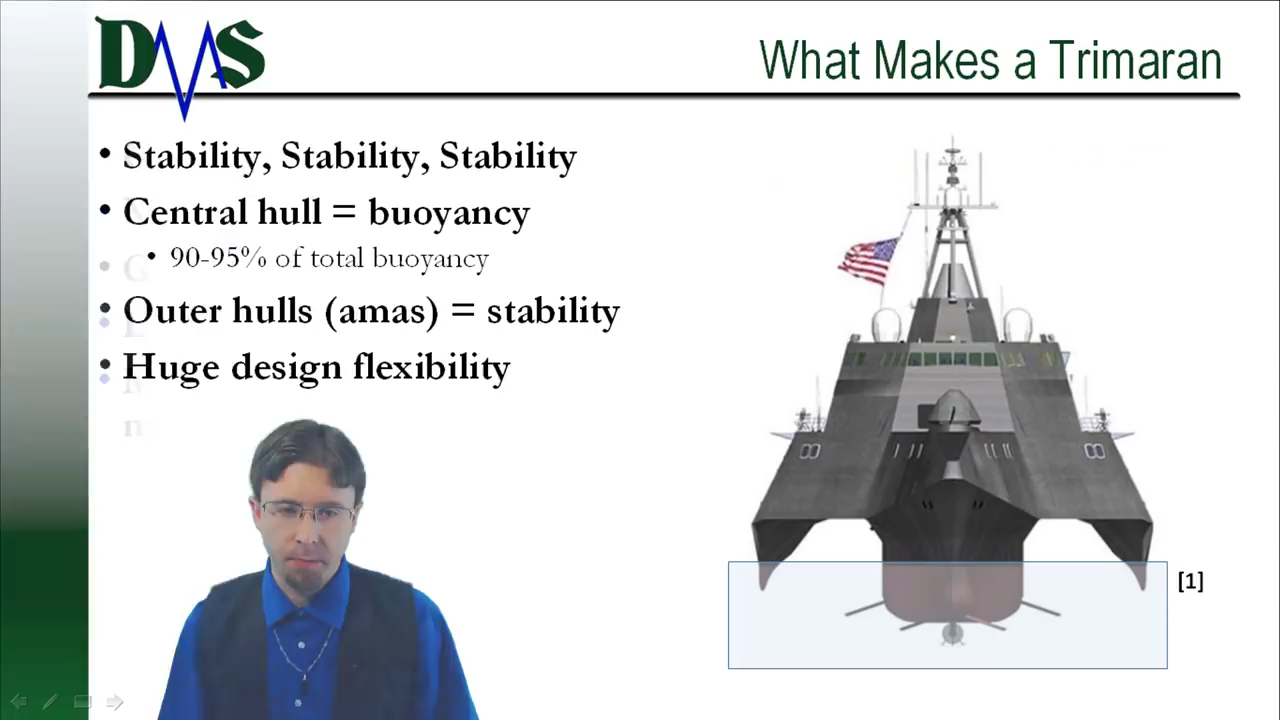 DMS
What Makes a Trimaran
• Stability, Stability, Stability
• Central hull = buoyancy
• 90-95% of total buoyancy
• Outer hulls (amas) = stability
• Huge design flexibility
[1]